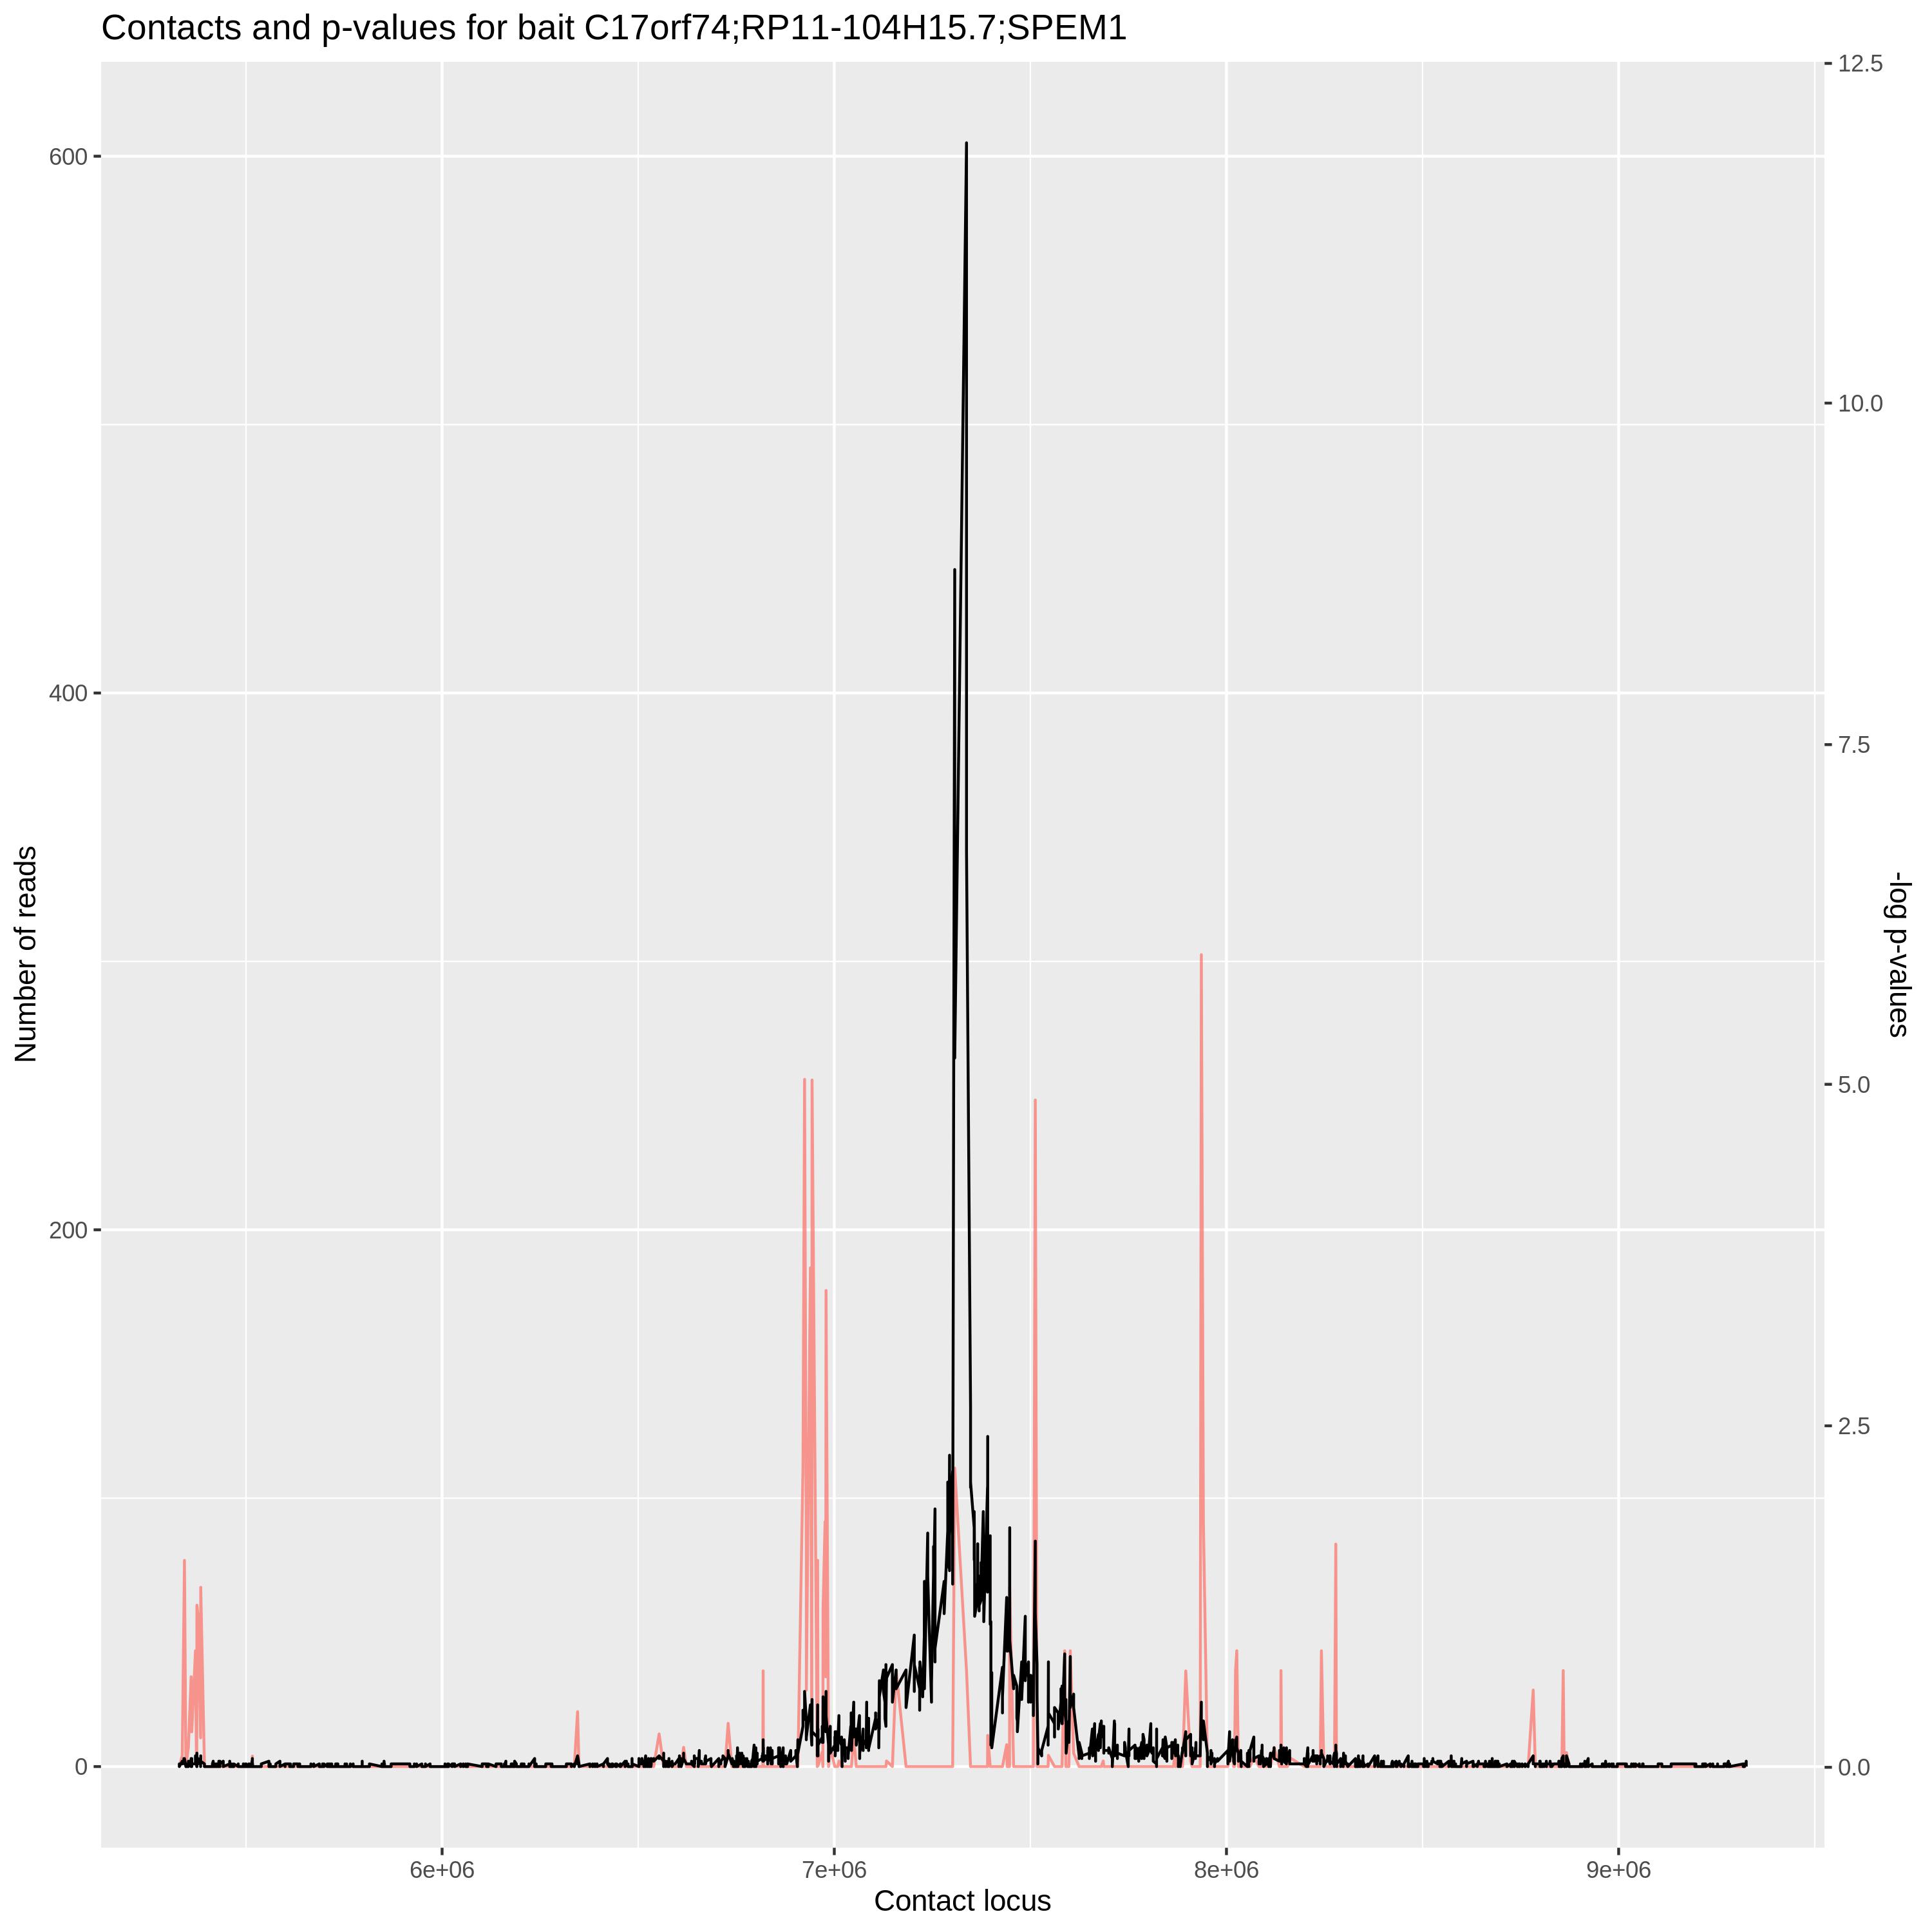 Contacts and p-values for bait C17orf74;RP11-104H15.7;SPEM1
Number of reads
600
400
200
0
12.5
10.0
7.5
5.0
2.5
0.0
-log p-values
6e+06
7e+06
8e+06
9e+06
Contact locus